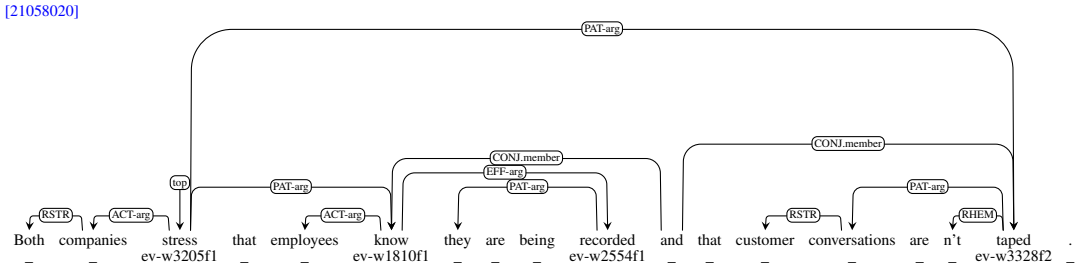 [21058020]
PAT-arg
CONJ.member
CONJ.member
EFF-arg
top PAT-arg PAT-arg PAT-arg
RSTR ACT-arg ACT-arg RSTR RHEM
Both companies stress that employees know they are being recorded and that customer conversations are n't taped .
_ _ ev-w3205f1 _ _ ev-w1810f1 _ _ _ ev-w2554f1 _ _ _ _ _ _ ev-w3328f2 _